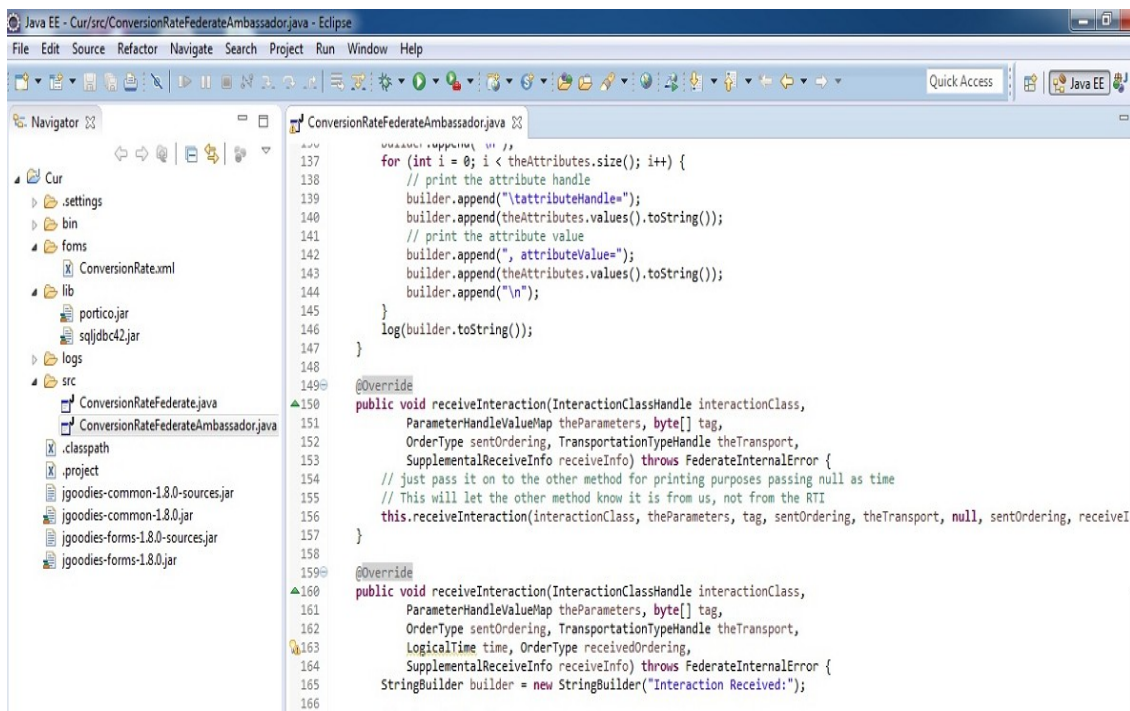 Java EE - Cur/src/ConversionRateFederateAmbassador.java - Eclipse
File Edit Source Refactor Navigate Search Project Run Window Help
Quick Access
Java EE
Navigator
Cur
.settings
bin
foms
ConversionRate.xml
lib
portico.jar
sqljdbc42.jar
logs
src
ConversionRateFederate.java
ConversionRateFederateAmbassador.java
.classpath
.project
jgoodies-common-1.8.0-sources.jar
jgoodies-common-1.8.0.jar
jgoodies-forms-1.8.0-sources.jar
jgoodies-forms-1.8.0.jar
ConversionRateFederateAmbassador.java
137 for (int i = 0; i < theAttributes.size(); i++) {
138 // print the attribute handle
139 builder.append("\tattributeHandle=");
140 builder.append(theAttributes.values().toString());
141 // print the attribute value
142 builder.append(", attributeValue=");
143 builder.append(theAttributes.values().toString());
144 builder.append("\n");
145 }
146 log(builder.toString());
147 }
148
149 @Override
150 public void receiveInteraction(InteractionClassHandle interactionClass,
151 ParameterHandleValueMap theParameters, byte[] tag,
152 OrderType sentOrdering, TransportationTypeHandle theTransport,
153 SupplementalReceiveInfo receiveInfo) throws FederateInternalError {
154 // just pass it on to the other method for printing purposes passing null as time
155 // This will let the other method know it is from us, not from the RTI
156 this.receiveInteraction(interactionClass, theParameters, tag, sentOrdering, theTransport, null, sentOrdering, receiveI
157 }
158
159 @Override
160 public void receiveInteraction(InteractionClassHandle interactionClass,
161 ParameterHandleValueMap theParameters, byte[] tag,
162 OrderType sentOrdering, TransportationTypeHandle theTransport,
163 LogicalTime time, OrderType receivedOrdering,
164 SupplementalReceiveInfo receiveInfo) throws FederateInternalError {
165 StringBuilder builder = new StringBuilder("Interaction Received:");
166